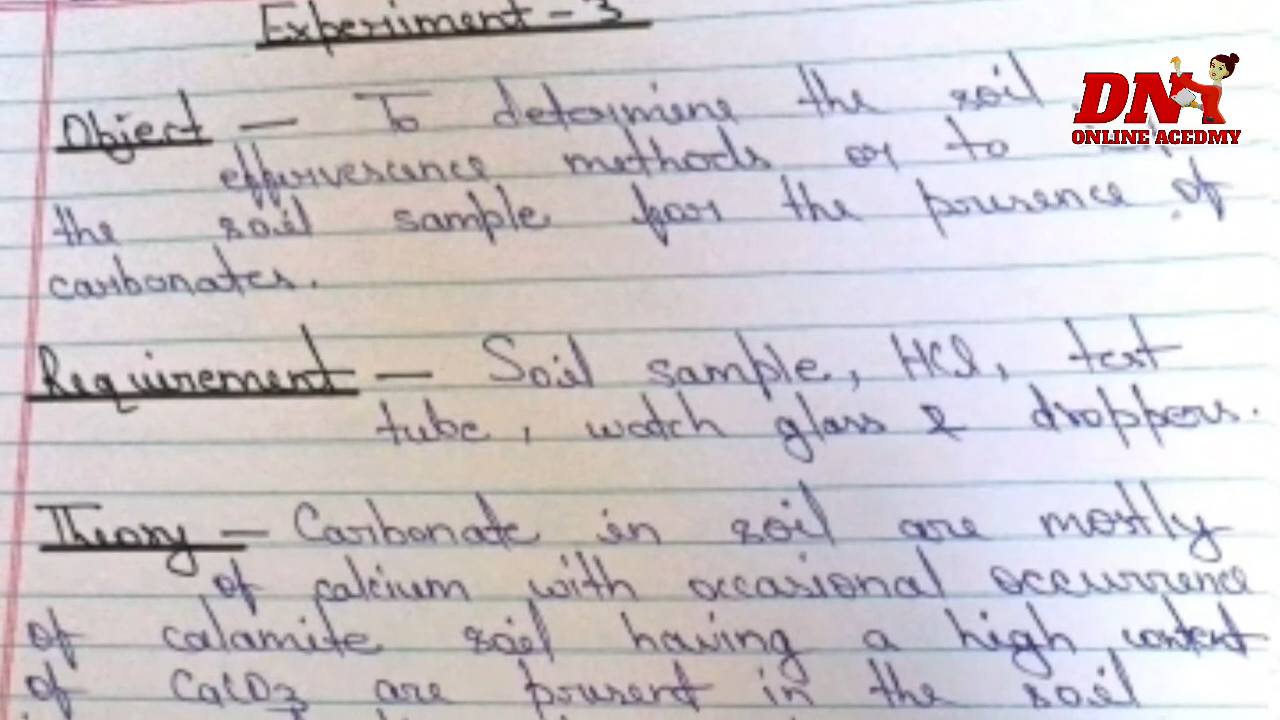 Experiment - 3
Object — To determine the soil
effervescence methods or to
the soil sample for the presence of
carbonates.
Requirement — Soil sample, HCl, test
tube, watch glass & droppers.
Theory — Carbonate in soil are mostly
of calcium with occasional occurrence
of calamite soil having a high content
of CaCO3 are present in the soil
DN
ONLINE ACEDMY